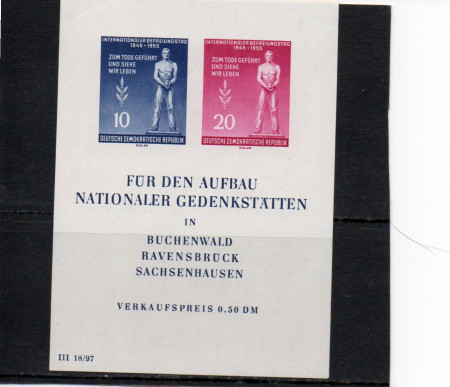 INTERNATIONALER BEFREIUNGSTAG
1945 - 1955
ZUM TODE GEFÜHRT
UND SIEHE
WIR LEBEN
10
DEUTSCHE DEMOKRATISCHE REPUBLIK
INTERNATIONALER BEFREIUNGSTAG
1945 - 1955
ZUM TODE GEFÜHRT
UND SIEHE
WIR LEBEN
20
DEUTSCHE DEMOKRATISCHE REPUBLIK
FÜR DEN AUFBAU
NATIONALER GEDENKSTÄTTEN
IN
BUCHENWALD
RAVENSBRÜCK
SACHSENHAUSEN
VERKAUFSPREIS 0,50 DM
III 18/97